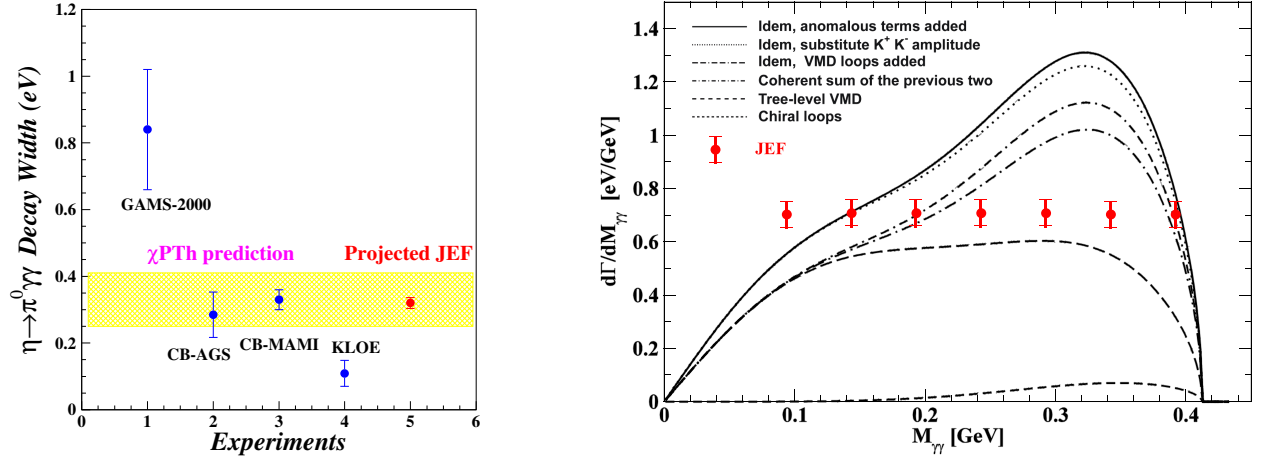 η→π⁰γγ Decay Width (eV)
1.2
1
0.8
0.6
0.4
0.2
0
GAMS-2000
χPTh prediction
Projected JEF
CB-AGS
CB-MAMI
KLOE
0 1 2 3 4 5 6
Experiments
dΓ/dMγγ [eV/GeV]
1.4
1.2
1
0.8
0.6
0.4
0.2
0
Idem, anomalous terms added
Idem, substitute K⁺ K⁻ amplitude
Idem, VMD loops added
Coherent sum of the previous two
Tree-level VMD
Chiral loops
JEF
0 0.1 0.2 0.3 0.4
Mγγ [GeV]